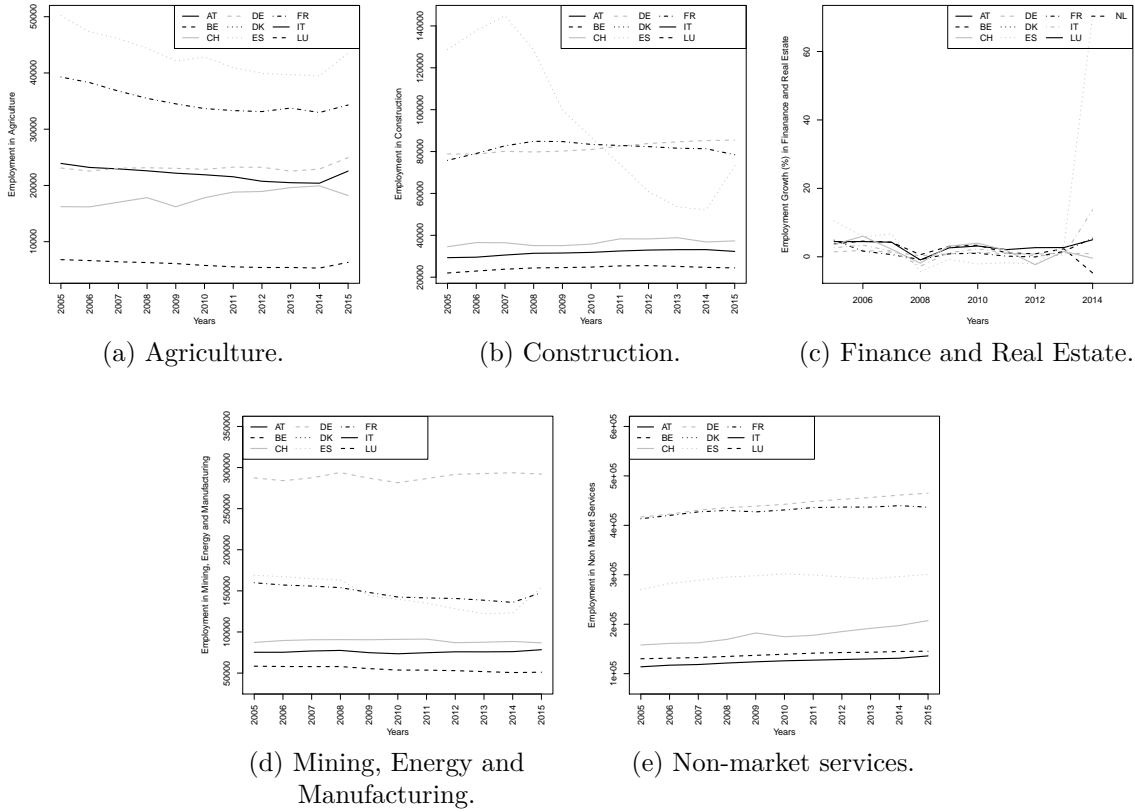 50000
40000
30000
20000
10000
Employment in Agriculture
AT DE FR
BE DK IT
CH ES LU
2005 2006 2007 2008 2009 2010 2011 2012 2013 2014 2015
Years
(a) Agriculture.
140000
120000
100000
80000
60000
40000
20000
Employment in Construction
AT DE FR
BE DK IT
CH ES LU
2005 2006 2007 2008 2009 2010 2011 2012 2013 2014 2015
Years
(b) Construction.
60
40
20
0
Employment Growth (%) in Finanance and Real Estate
AT DE FR NL
BE DK IT
CH ES LU
2006 2008 2010 2012 2014
Years
(c) Finance and Real Estate.
350000
300000
250000
200000
150000
100000
50000
Employment in Mining, Energy and Manufacturing
AT DE FR
BE DK IT
CH ES LU
2005 2006 2007 2008 2009 2010 2011 2012 2013 2014 2015
Years
(d) Mining, Energy and
Manufacturing.
6e+05
5e+05
4e+05
3e+05
2e+05
1e+05
Employment in Non Market Services
AT DE FR
BE DK IT
CH ES LU
2005 2006 2007 2008 2009 2010 2011 2012 2013 2014 2015
Years
(e) Non-market services.